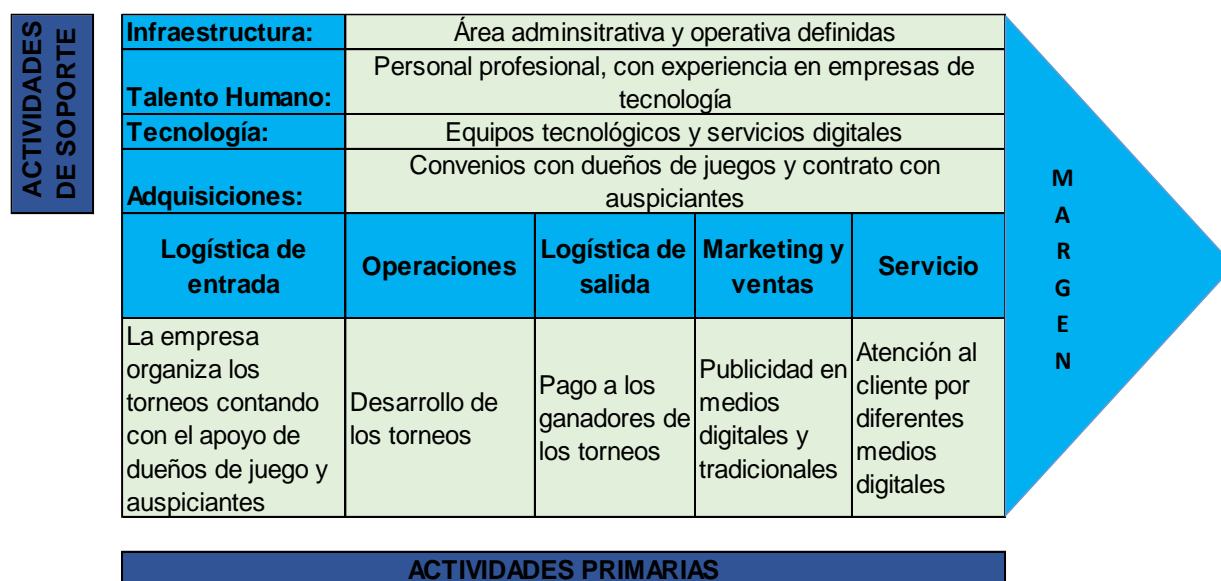 ACTIVIDADES
DE SOPORTE
Infraestructura:
Área adminsitrativa y operativa definidas
Talento Humano:
Personal profesional, con experiencia en empresas de
tecnología
Tecnología:
Equipos tecnológicos y servicios digitales
Adquisiciones:
Convenios con dueños de juegos y contrato con
auspiciantes
Logística de
entrada
Operaciones
Logística de
salida
Marketing y
ventas
Servicio
La empresa
organiza los
torneos contando
con el apoyo de
dueños de juego y
auspiciantes
Desarrollo de
los torneos
Pago a los
ganadores de
los torneos
Publicidad en
medios
digitales y
tradicionales
Atención al
cliente por
diferentes
medios
digitales
M
A
R
G
E
N
ACTIVIDADES PRIMARIAS